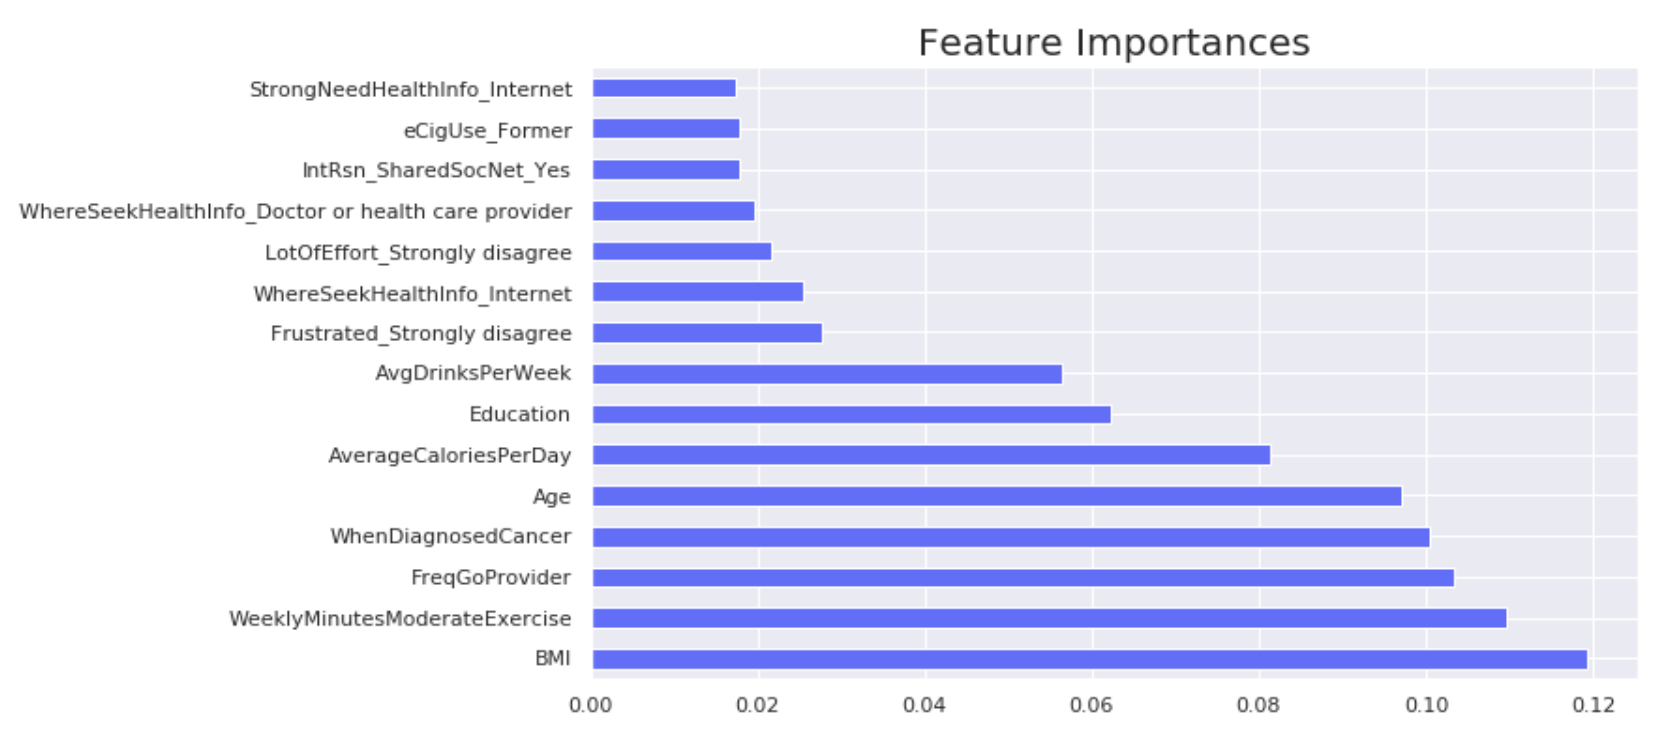 Feature Importances
StrongNeedHealthInfo_Internet
eCigUse_Former
IntRsn_SharedSocNet_Yes
WhereSeekHealthInfo_Doctor or health care provider
LotOfEffort_Strongly disagree
WhereSeekHealthInfo_Internet
Frustrated_Strongly disagree
AvgDrinksPerWeek
Education
AverageCaloriesPerDay
Age
WhenDiagnosedCancer
FreqGoProvider
WeeklyMinutesModerateExercise
BMI
0.00 0.02 0.04 0.06 0.08 0.10 0.12